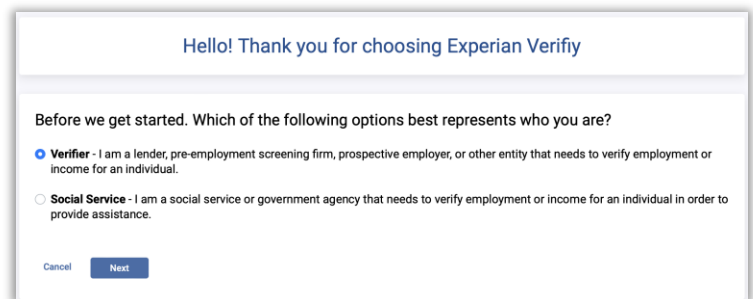 Hello! Thank you for choosing Experian Verifiy
Before we get started. Which of the following options best represents who you are?
Verifier - I am a lender, pre-employment screening firm, prospective employer, or other entity that needs to verify employment or
income for an individual.
Social Service - I am a social service or government agency that needs to verify employment or income for an individual in order to
provide assistance.
Cancel Next